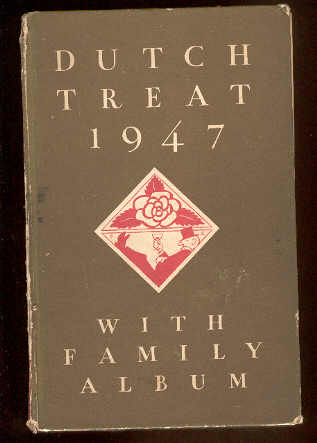 DUTCH
TREAT
1947
WITH
FAMILY
ALBUM